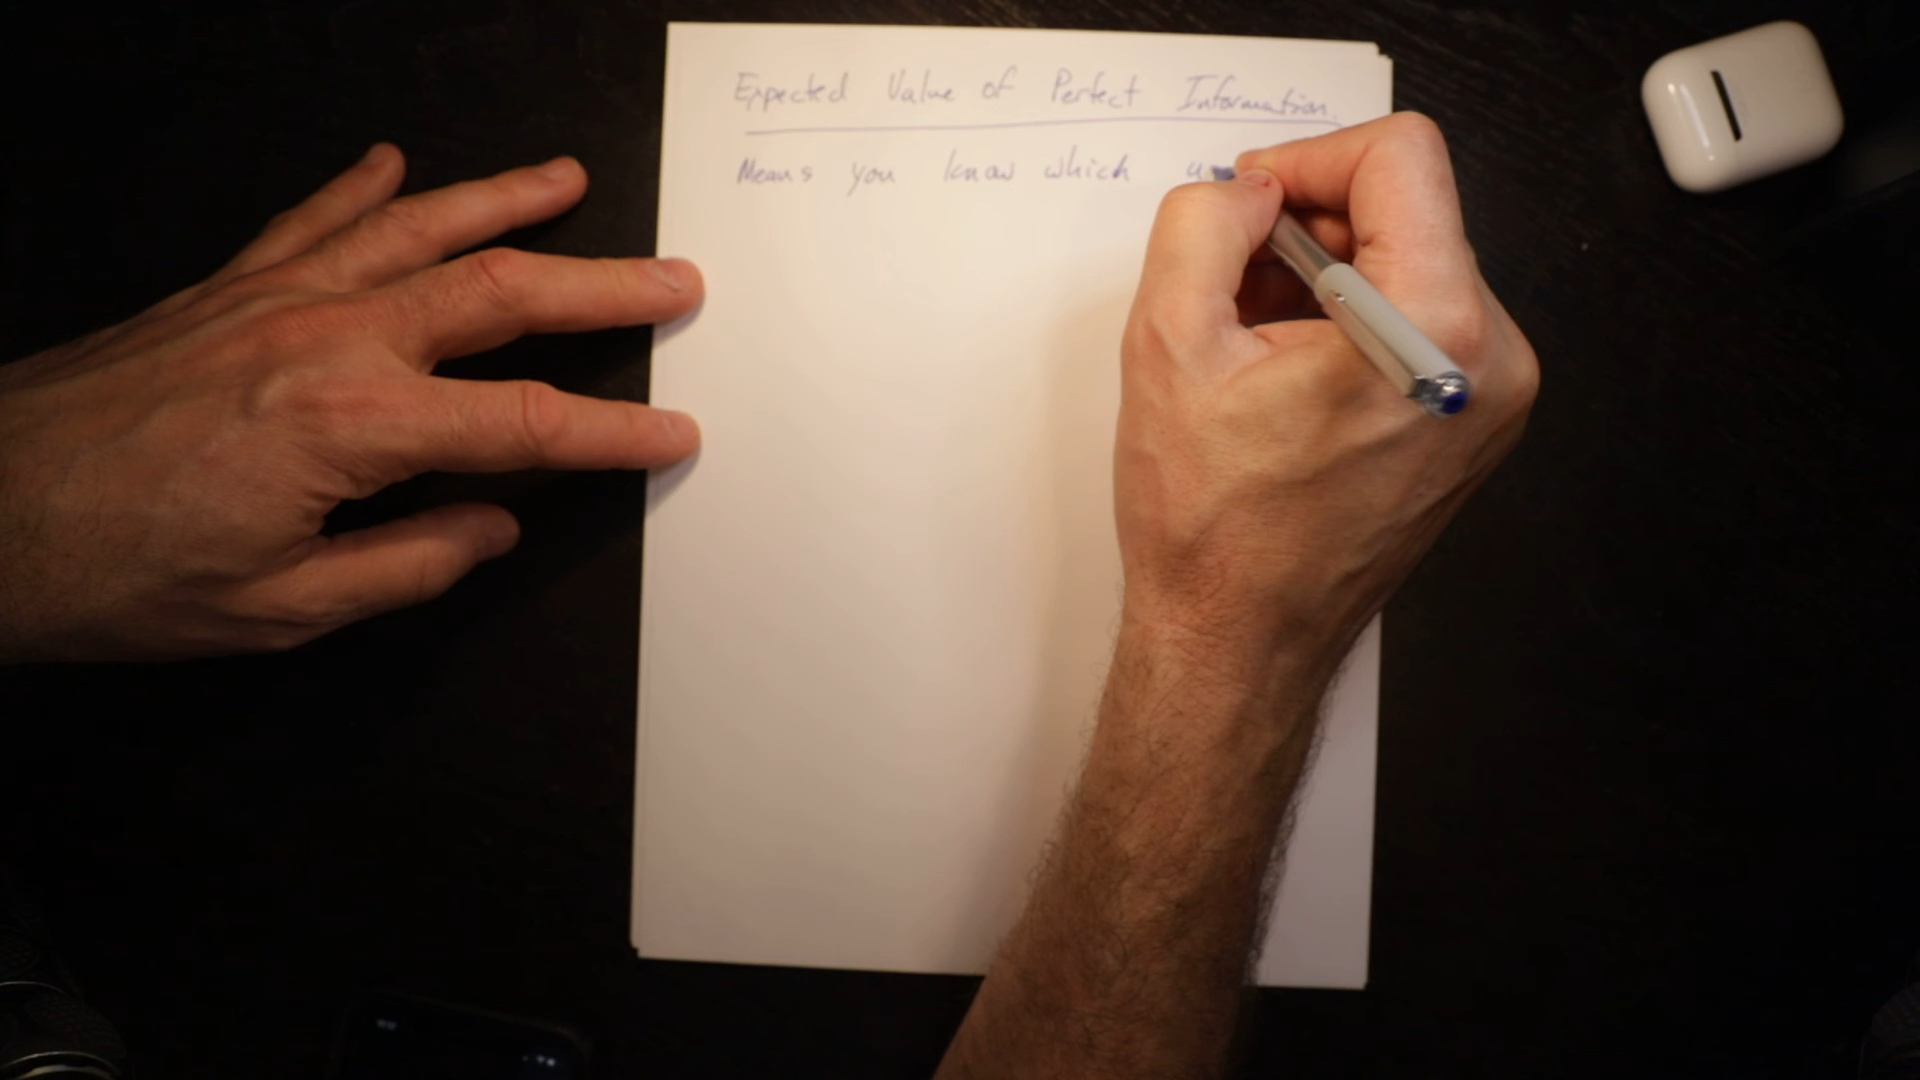 Expected Value of Perfect Information.
Means you know which